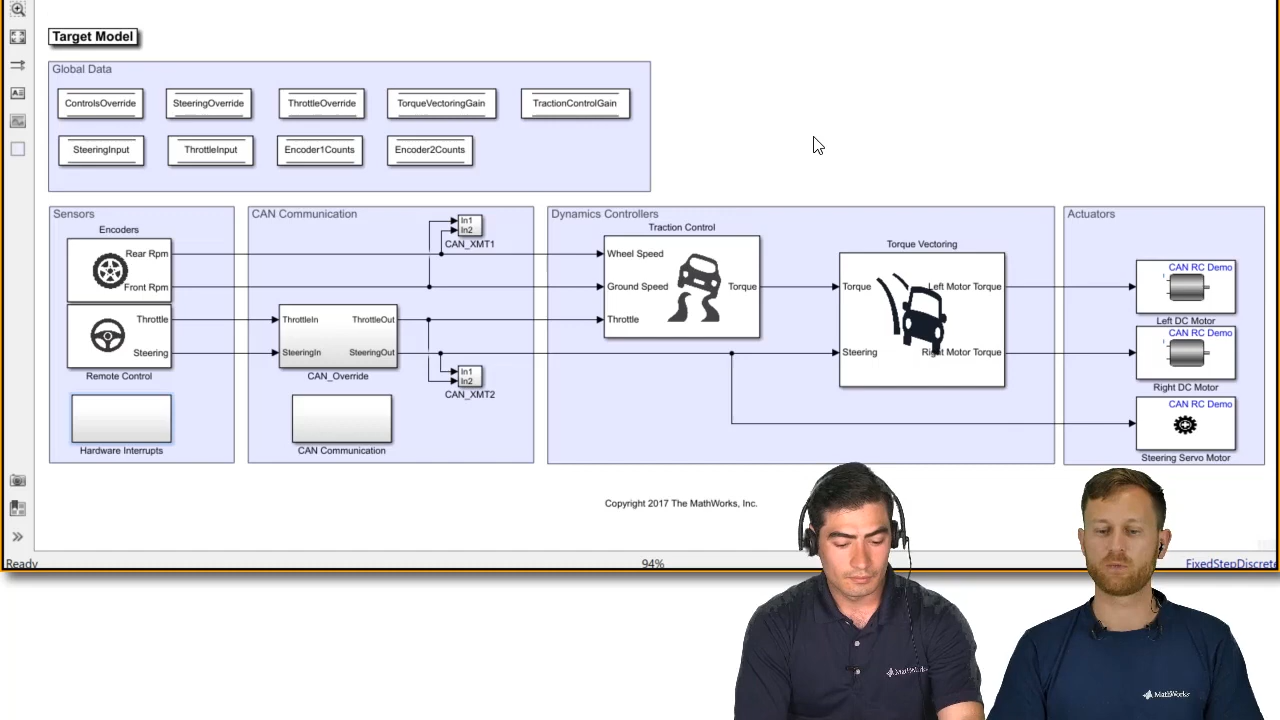 Target Model
Global Data
ControlsOverride
SteeringOverride
ThrottleOverride
TorqueVectoringGain
TractionControlGain
SteeringInput
ThrottleInput
Encoder1Counts
Encoder2Counts
Sensors
Encoders
Rear Rpm
Front Rpm
Throttle
Steering
Remote Control
Hardware Interrupts
CAN Communication
In1
In2
CAN_XMT1
ThrottleIn
ThrottleOut
SteeringIn
SteeringOut
CAN_Override
In1
In2
CAN_XMT2
CAN Communication
Dynamics Controllers
Traction Control
Wheel Speed
Ground Speed
Torque
Throttle
Torque Vectoring
Torque
Left Motor Torque
Steering
Right Motor Torque
Actuators
CAN RC Demo
Left DC Motor
CAN RC Demo
Right DC Motor
CAN RC Demo
Steering Servo Motor
Copyright 2017 The MathWorks, Inc.
Ready
94%
FixedStepDiscrete
MathWorks
MathWorks